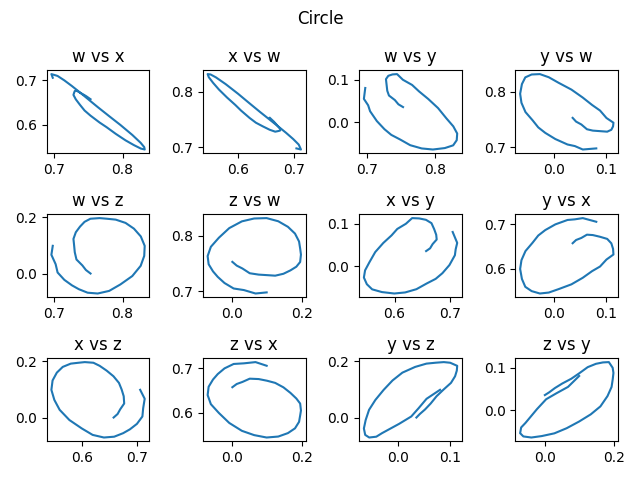 Circle
w vs x x vs w w vs y y vs w
0.7 0.6 0.7 0.8
0.8 0.7 0.6 0.7
0.1 0.0 0.7 0.8
0.8 0.7 0.0 0.1
w vs z z vs w x vs y y vs x
0.2 0.0 0.7 0.8
0.8 0.7 0.0 0.2
0.1 0.0 0.6 0.7
0.7 0.6 0.0 0.1
x vs z z vs x y vs z z vs y
0.2 0.0 0.6 0.7
0.7 0.6 0.0 0.2
0.2 0.0 0.0 0.1
0.1 0.0 0.0 0.2